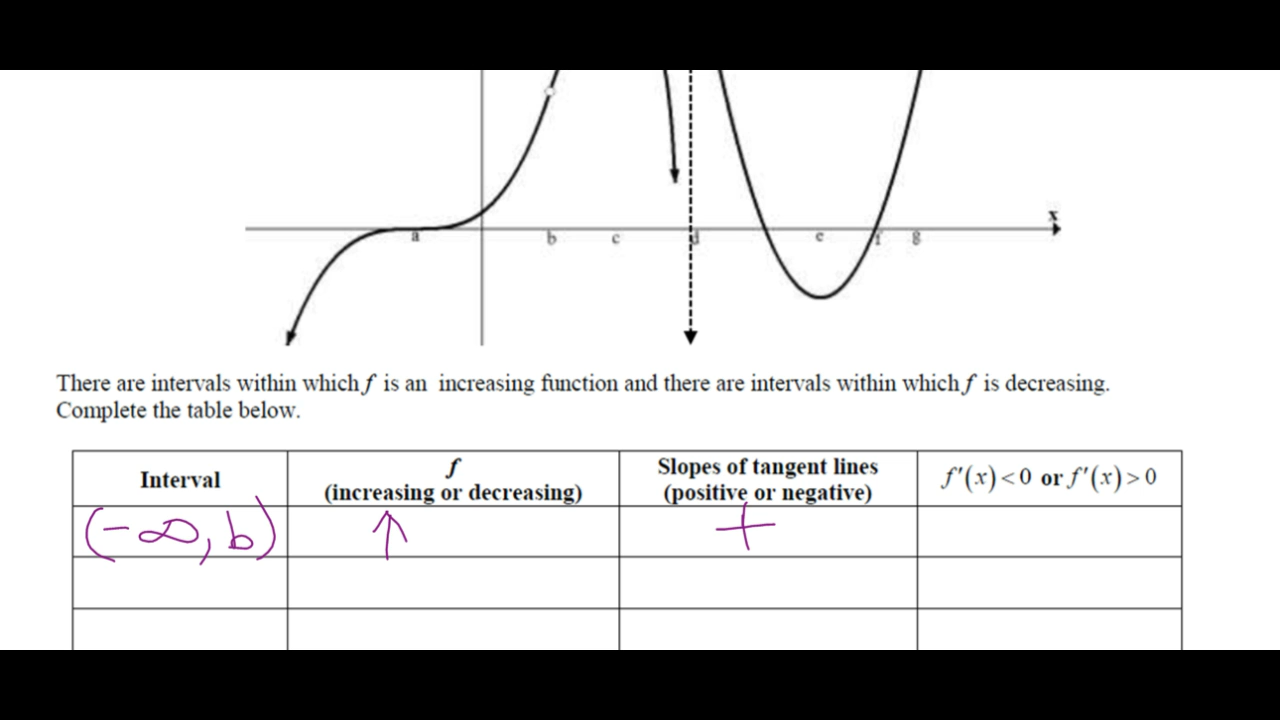 x
a b c d e f g
There are intervals within which f is an increasing function and there are intervals within which f is decreasing.
Complete the table below.
Interval
f
(increasing or decreasing)
Slopes of tangent lines
(positive or negative)
f'(x)<0 or f'(x)>0
(-∞, b) ↑ +